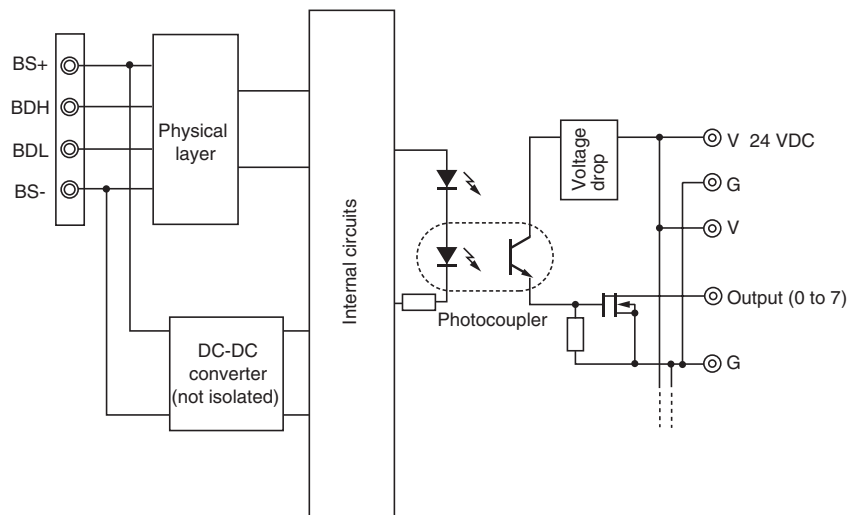 BS+
BDH
BDL
BS-
Physical
layer
DC-DC
converter
(not isolated)
Internal circuits
Photocoupler
Voltage
drop
V 24 VDC
G
V
Output (0 to 7)
G